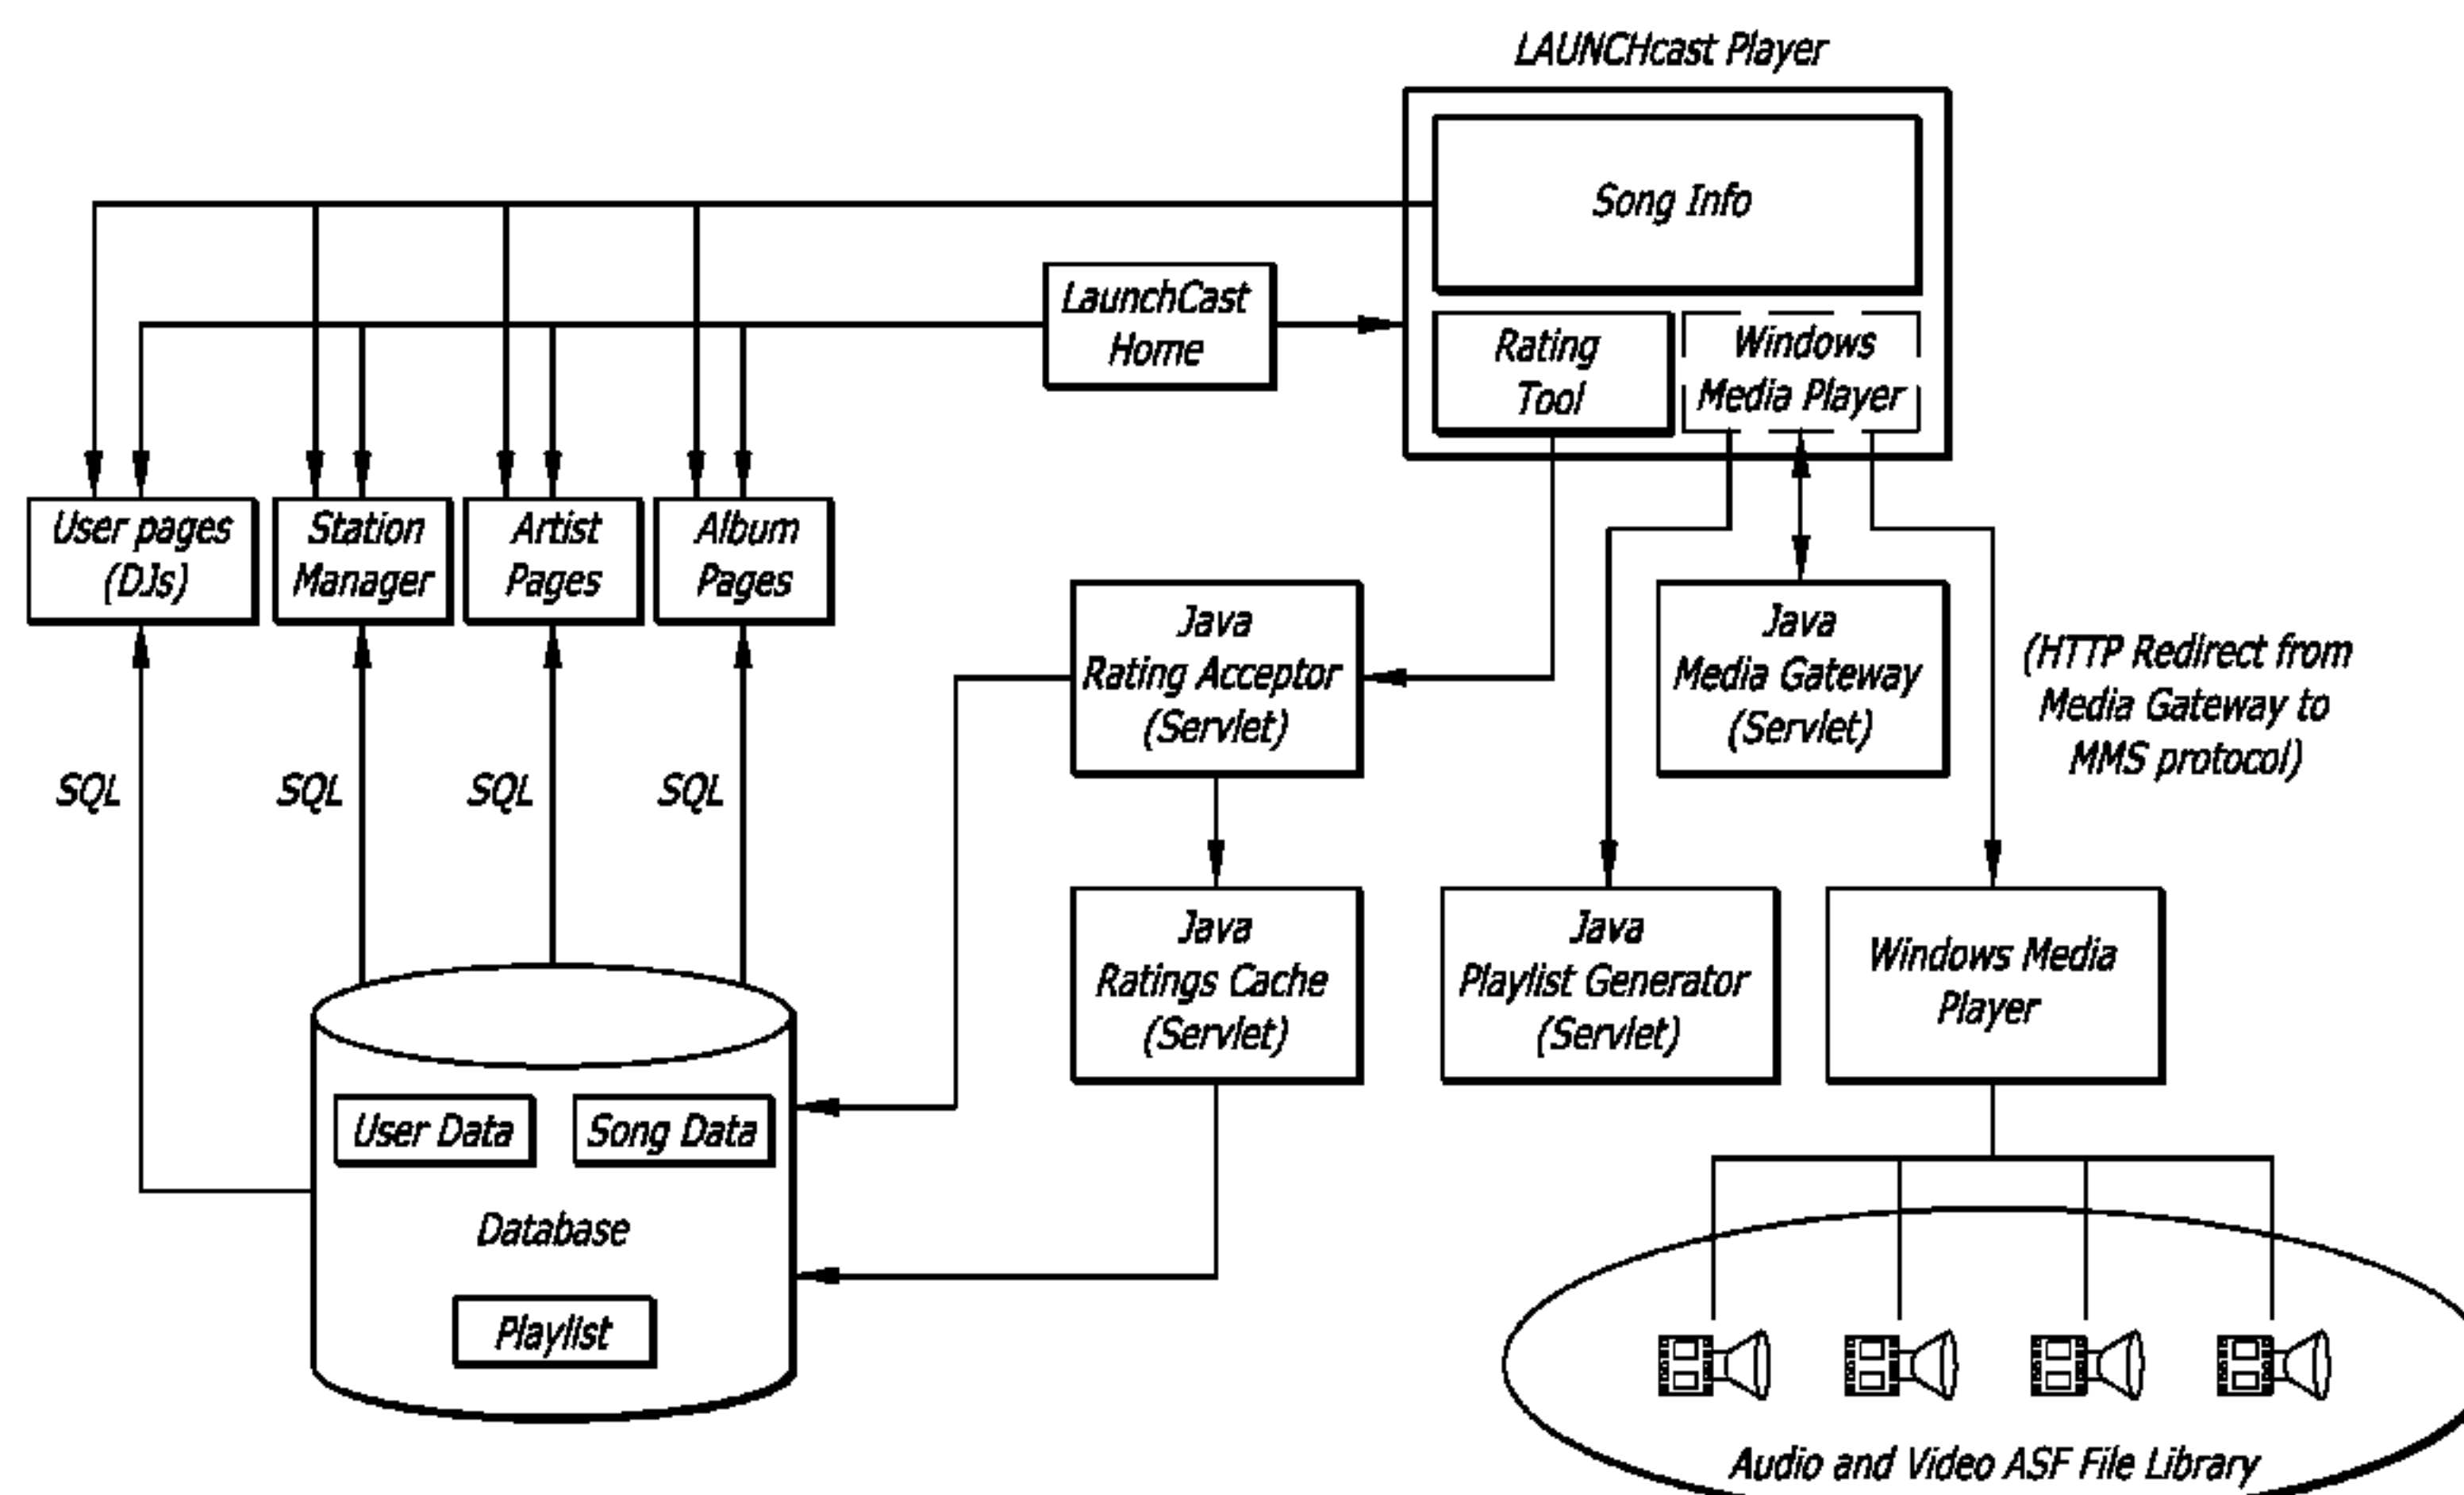 LAUNCHcast Player
Song Info
LaunchCast
Home
Rating
Tool
Windows
Media Player
User pages
(DJs)
Station
Manager
Artist
Pages
Album
Pages
Java
Rating Acceptor
(Servlet)
Java
Media Gateway
(Servlet)
(HTTP Redirect from
Media Gateway to
MMS protocol)
SQL
SQL
SQL
SQL
Java
Ratings Cache
(Servlet)
Java
Playlist Generator
(Servlet)
Windows Media
Player
User Data
Song Data
Database
Playlist
Audio and Video ASF File Library